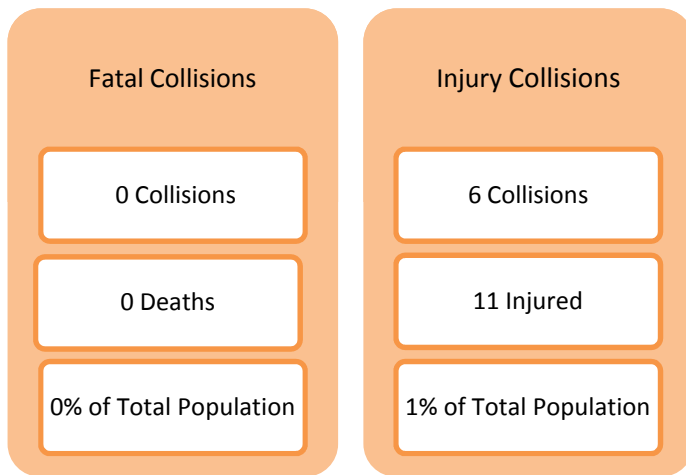 Fatal Collisions
0 Collisions
0 Deaths
0% of Total Population
Injury Collisions
6 Collisions
11 Injured
1% of Total Population